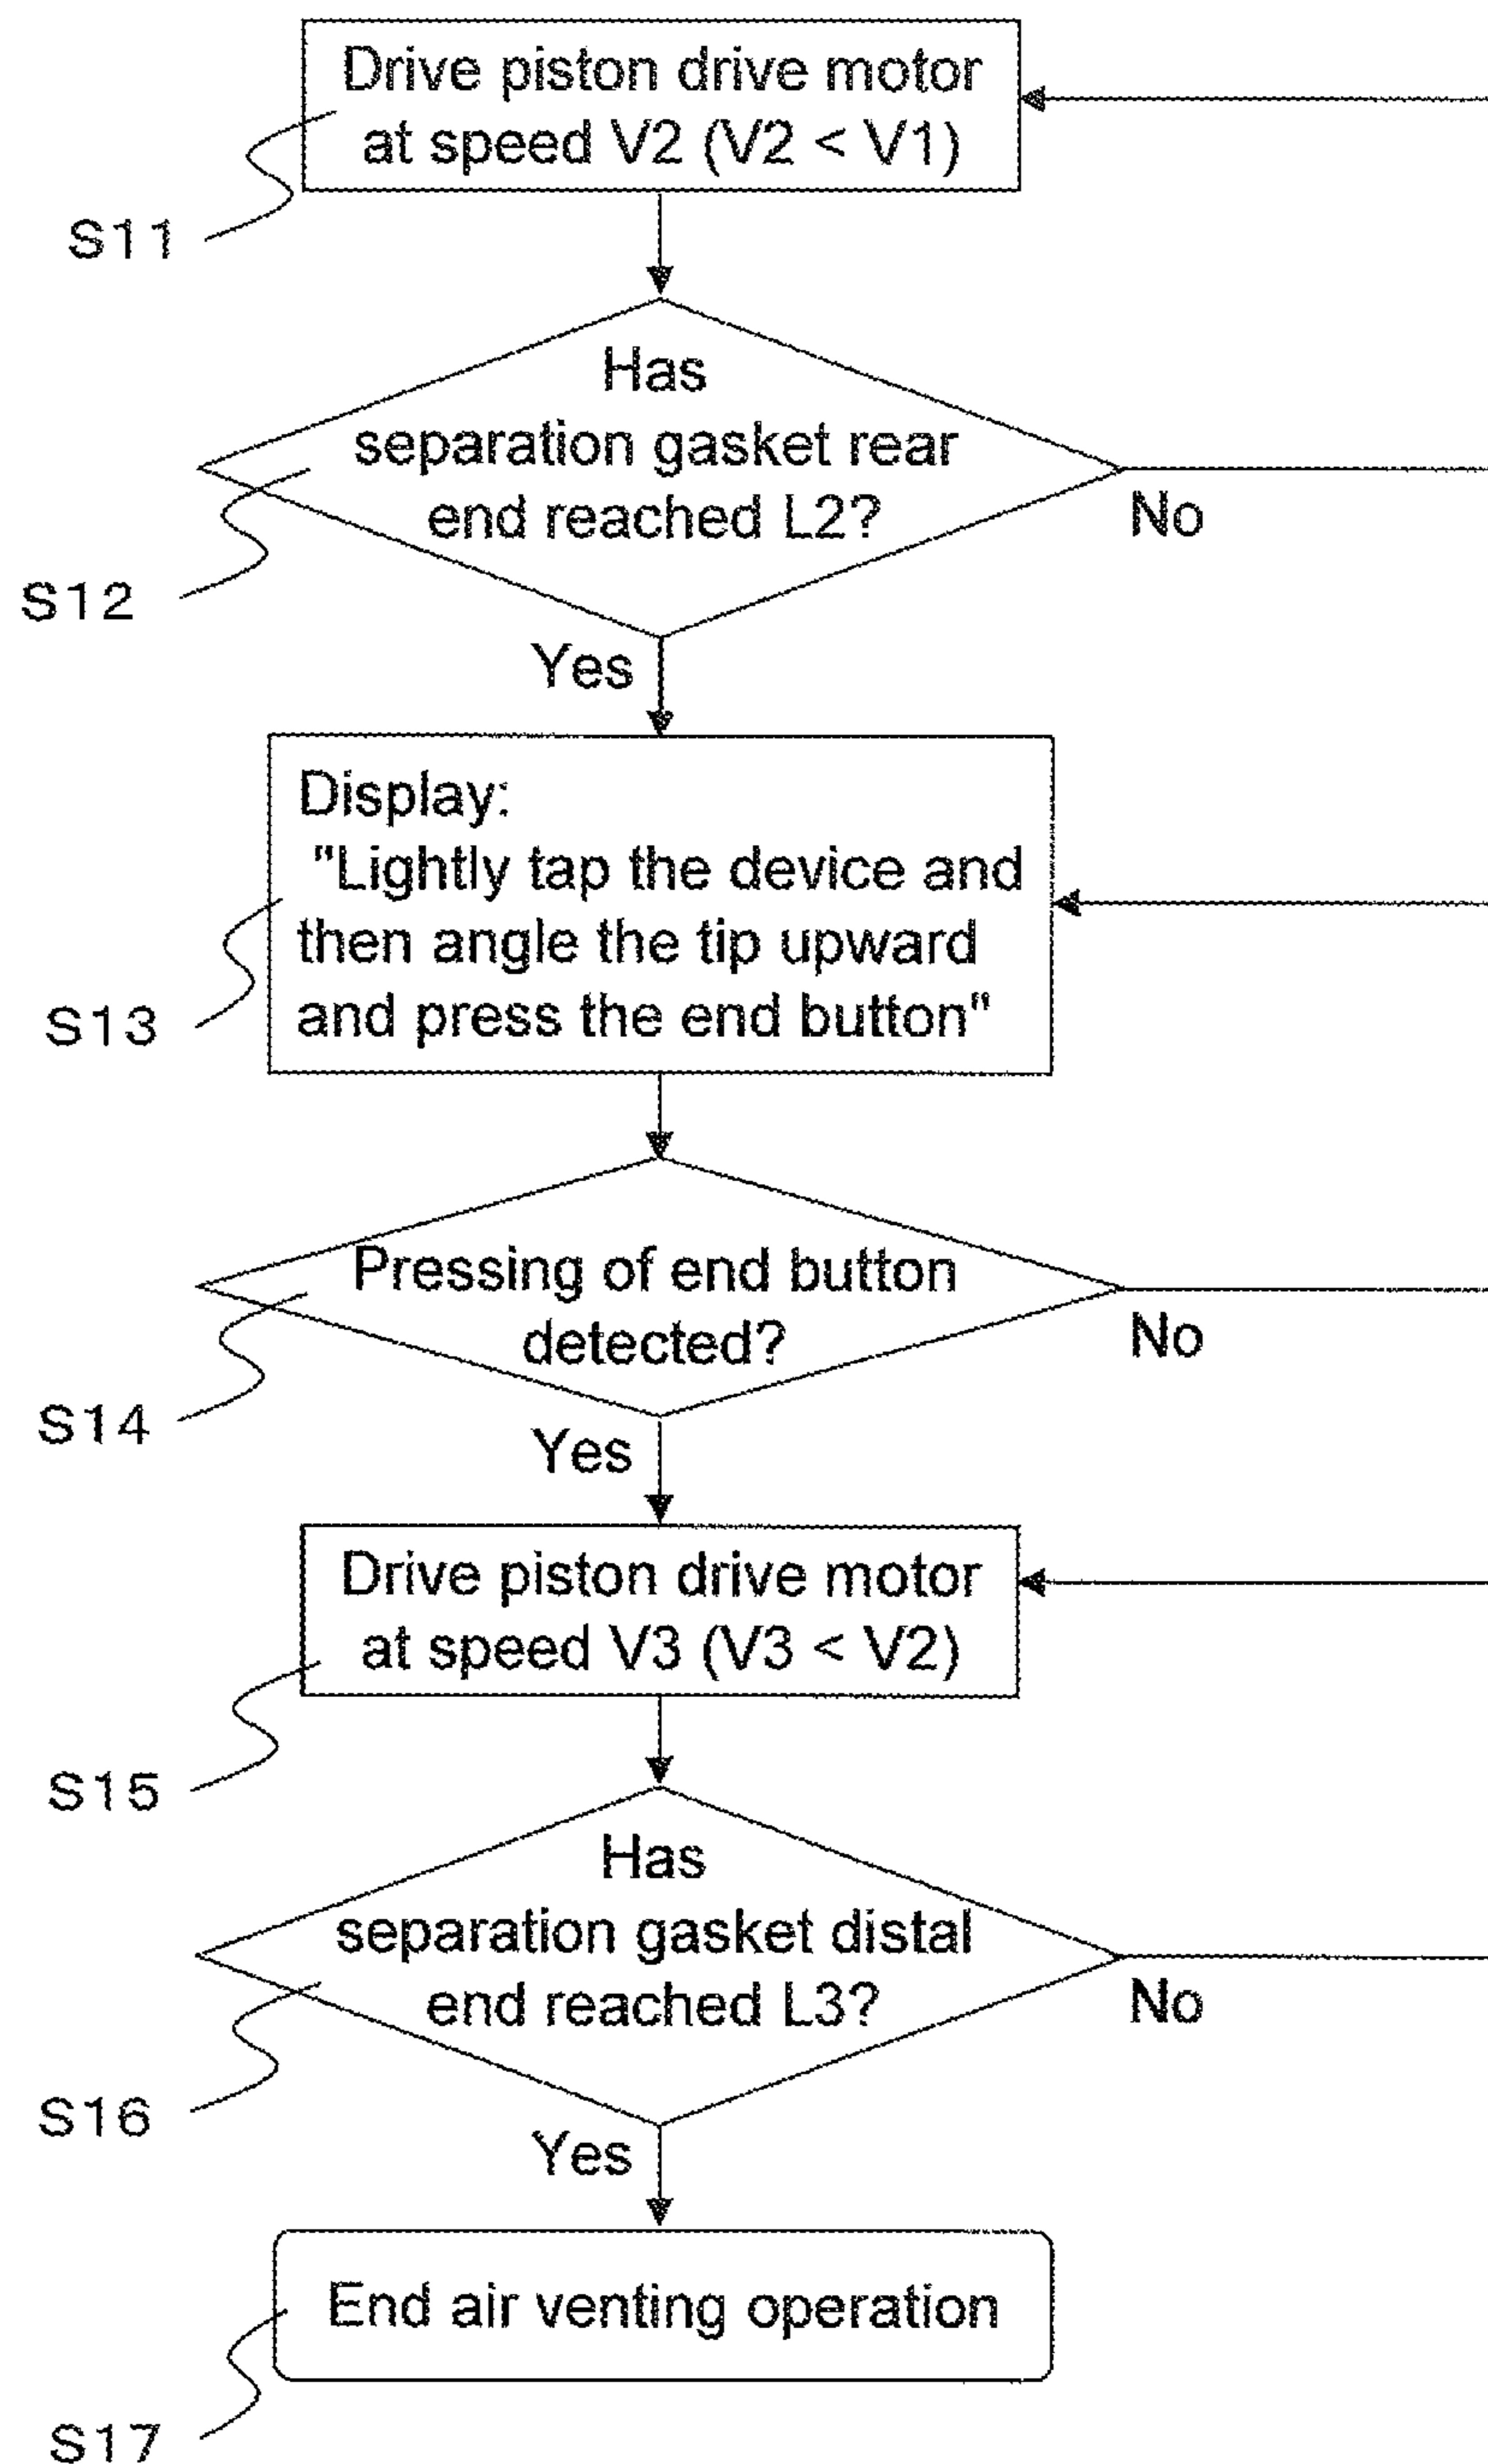 Drive piston drive motor
at speed V2 (V2 < V1)
S11
Has
separation gasket rear
end reached L2?
No
S12
Yes
Display:
"Lightly tap the device and
then angle the tip upward
and press the end button"
S13
Pressing of end button
detected?
No
S14
Yes
Drive piston drive motor
at speed V3 (V3 < V2)
S15
Has
separation gasket distal
end reached L3?
No
S16
Yes
End air venting operation
S17